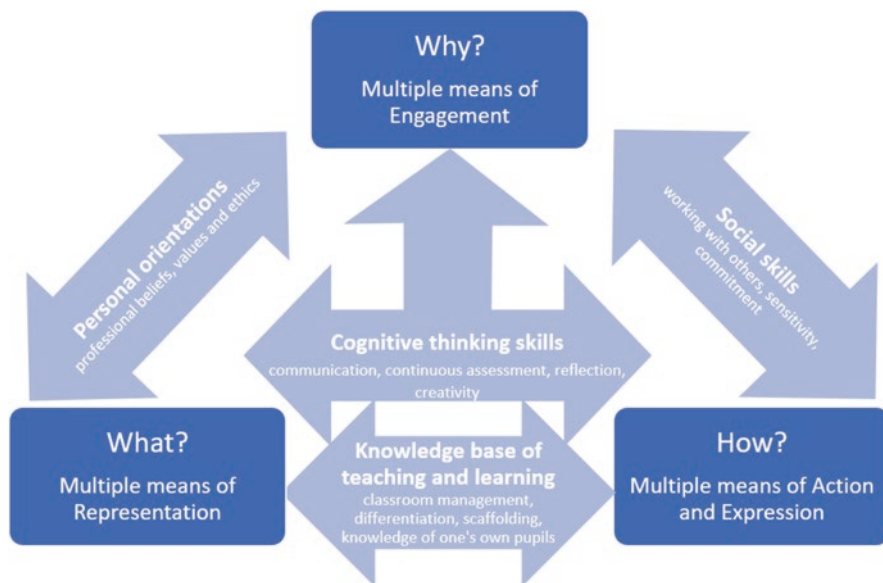 Why?
Multiple means of
Engagement
Personal orientations
professional beliefs, values and ethics
Social skills
working with others, sensitivity,
commitment
Cognitive thinking skills
communication, continuous assessment, reflection,
creativity
What?
Multiple means of
Representation
Knowledge base of
teaching and learning
classroom management,
differentiation, scaffolding,
knowledge of one's own pupils
How?
Multiple means of Action
and Expression